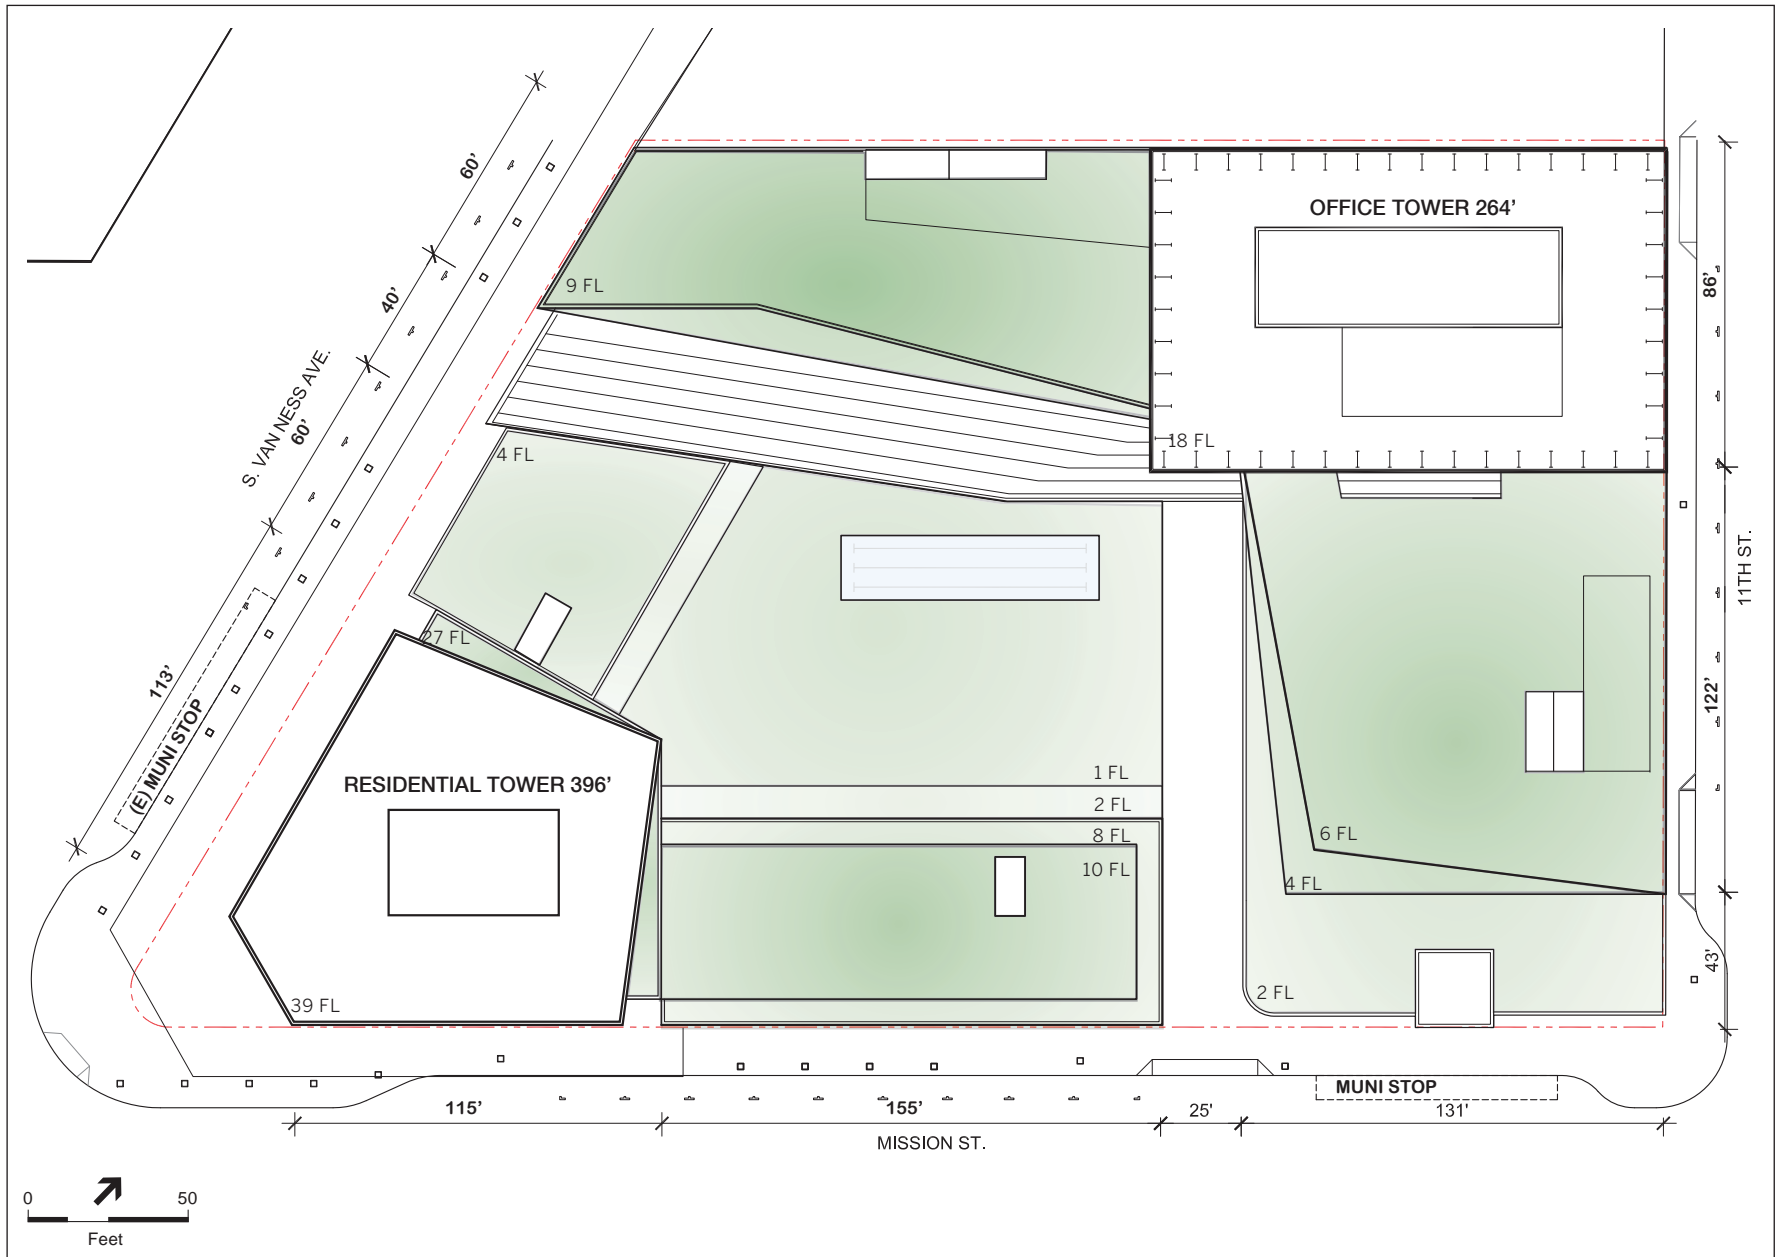 60'
OFFICE TOWER 264'
9 FL
86'
40'
S. VAN NESS AVE.
60'
18 FL
4 FL
11TH ST.
27 FL
113'
(E) MUNI STOP
122'
RESIDENTIAL TOWER 396'
1 FL
2 FL
8 FL
10 FL
6 FL
4 FL
43'
39 FL
2 FL
MUNI STOP
115'
155'
25'
131'
MISSION ST.
0 50
Feet